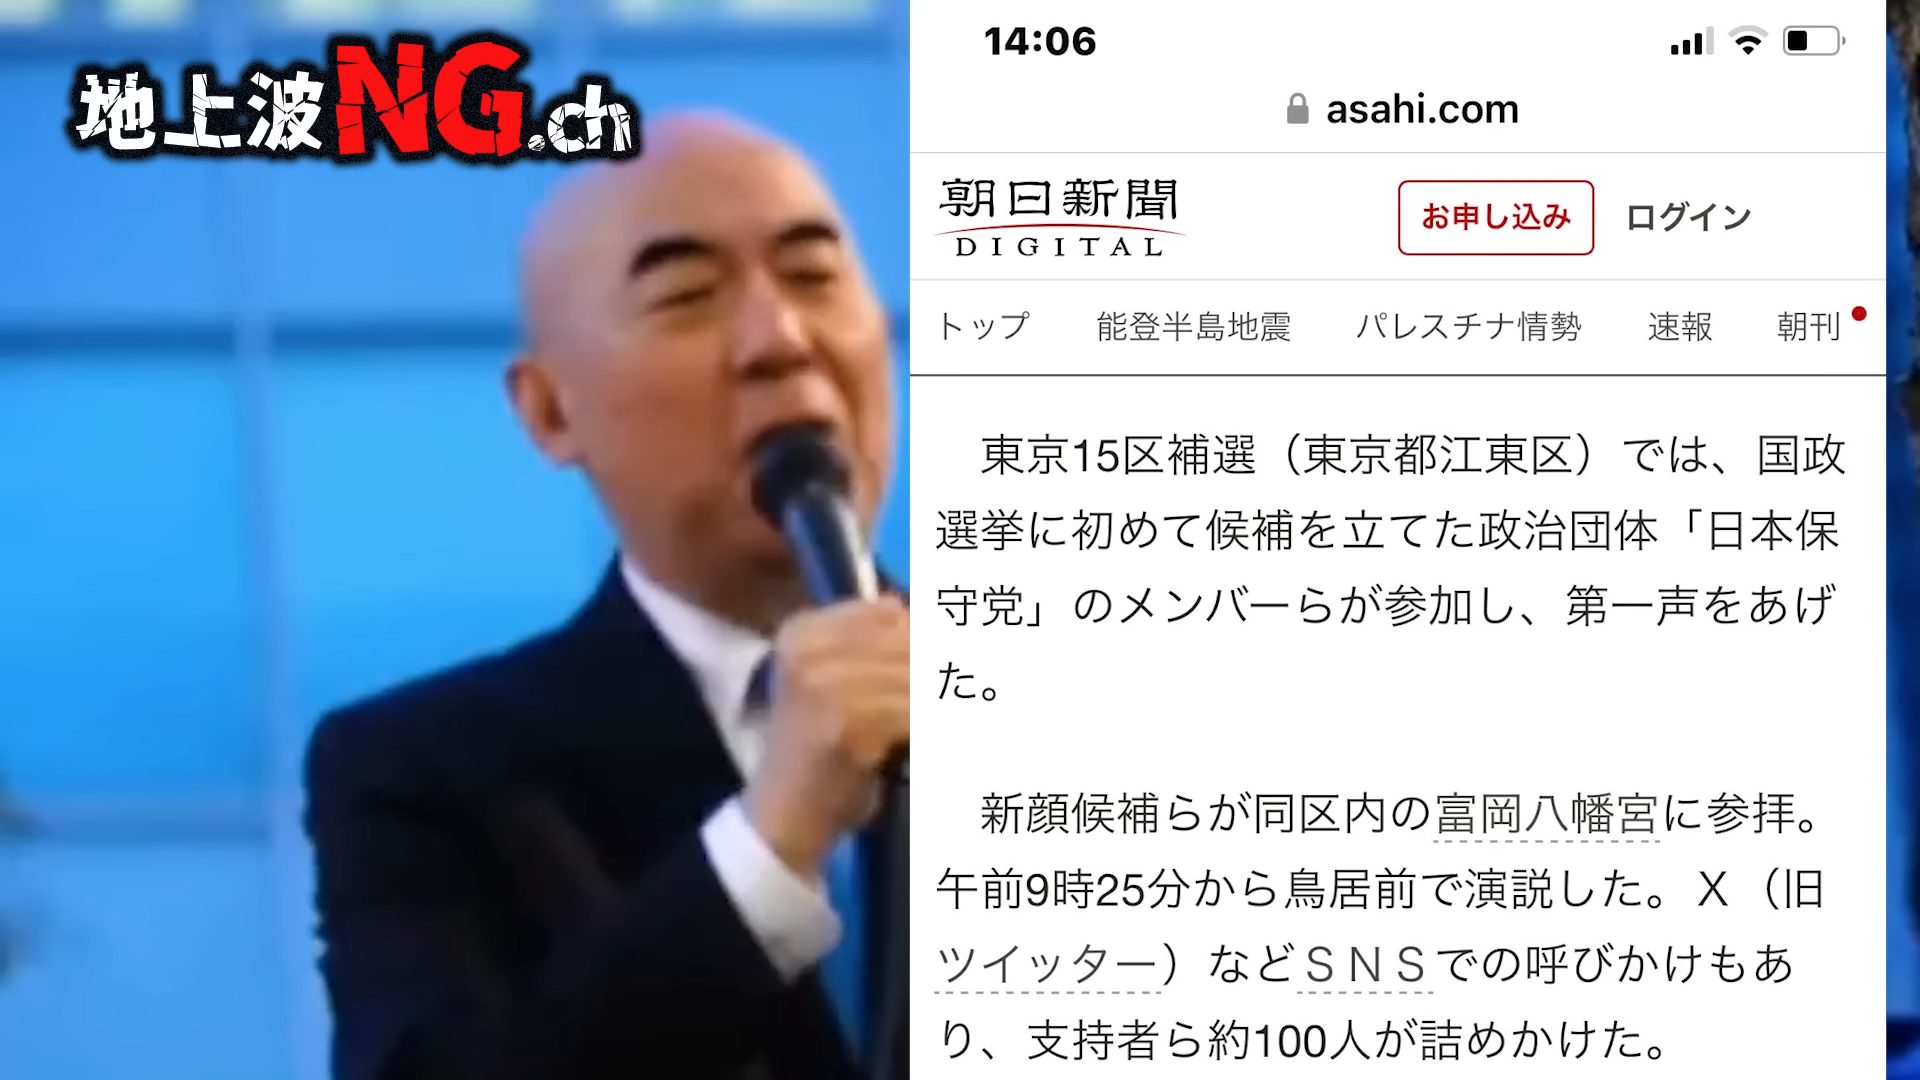 地上波NG.ch
14:06
asahi.com
朝日新聞
DIGITAL
お申し込み ログイン
トップ 能登半島地震 パレスチナ情勢 速報 朝刊
東京15区補選（東京都江東区）では、国政
選挙に初めて候補を立てた政治団体「日本保
守党」のメンバーらが参加し、第一声をあげ
た。
新顔候補らが同区内の富岡八幡宮に参拝。
午前9時25分から鳥居前で演説した。Ｘ（旧
ツイッター）などＳＮＳでの呼びかけもあ
り、支持者ら約100人が詰めかけた。